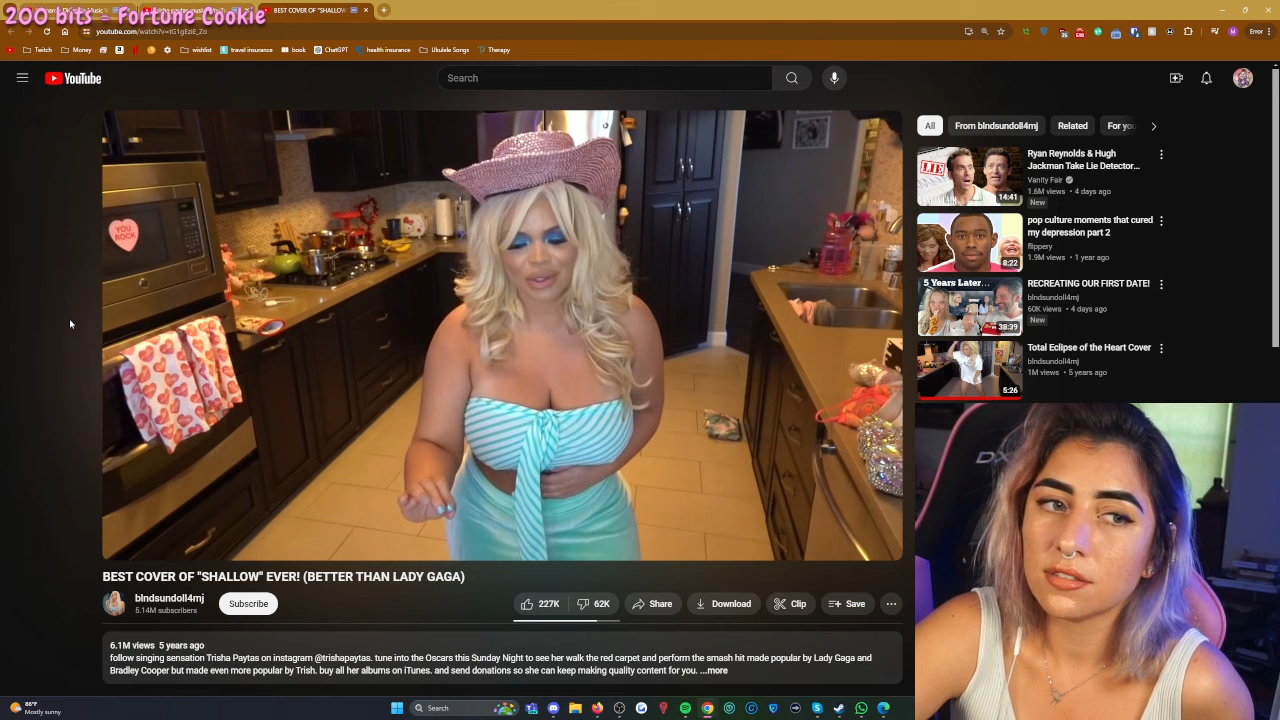 200 bits = Fortune Cookie
BEST COVER OF "SHALLOW
youtube.com/watch?v=
Error
Twitch
Money
wishlist
travel insurance
book
ChatGPT
health insurance
Ukulele Songs
Therapy
YouTube
Search
YOU
ROCK
BEST COVER OF "SHALLOW" EVER! (BETTER THAN LADY GAGA)
blndsundoll4mj
5.14M subscribers
Subscribe
227K
62K
Share
Download
Clip
Save
6.1M views 5 years ago
follow singing sensation Trisha Paytas on instagram @trishapaytas. tune into the Oscars this Sunday Night to see her walk the red carpet and perform the smash hit made popular by Lady Gaga and
Bradley Cooper but made even more popular by Trish. buy all her albums on iTunes. and send donations so she can keep making quality content for you. ...more
All
From blndsundoll4mj
Related
For you
LIE
14:41
Ryan Reynolds & Hugh
Jackman Take Lie Detector...
Vanity Fair
1.6M views • 4 days ago
New
8:22
pop culture moments that cured
my depression part 2
flippery
1.9M views • 1 year ago
5 Years Later...
38:39
RECREATING OUR FIRST DATE!
blndsundoll4mj
60K views • 4 days ago
New
5:26
Total Eclipse of the Heart Cover
blndsundoll4mj
1M views • 5 years ago
DX
88°F
Mostly sunny
Search